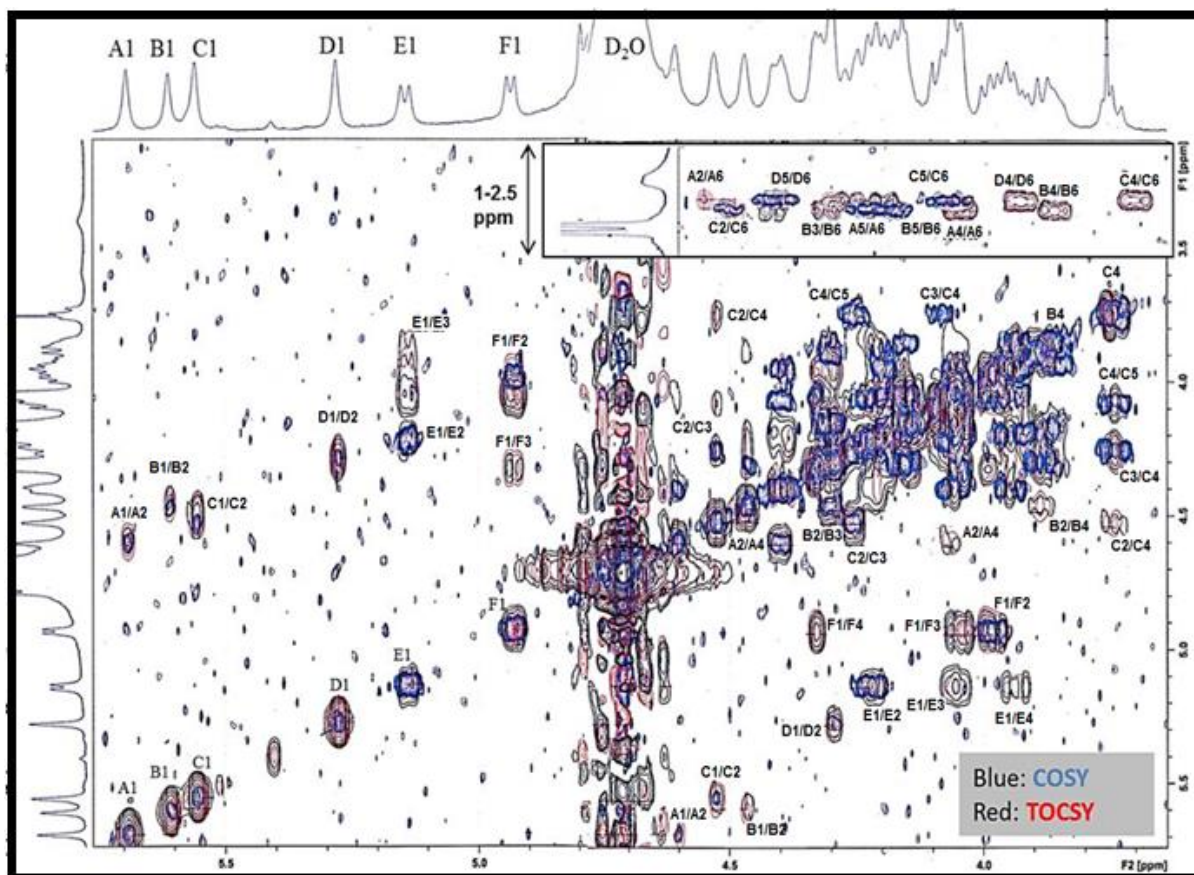 A1 B1 C1 D1 E1 F1 D₂O
1-2.5
ppm
A2/A6 D5/D6 C5/C6 D4/D6 B4/B6 C4/C6
C2/C6 B3/B6 A5/A6 B5/B6 A4/A6
F1 [ppm]
3.5
E1/E3 F1/F2 C2/C4 C4/C5 C3/C4 B4 C4
4.0
D1/D2 E1/E2 F1/F3 C2/C3 C4/C5
B1/B2 C3/C4
A1/A2 C1/C2 4.5
A2/A4 B2/B3 C2/C3 A2/A4 B2/B4 C2/C4
F1 F1/F4 F1/F3 F1/F2
5.0
E1 E1/E2 E1/E3 E1/E4
D1 D1/D2
A1 B1 C1 A1/A2 C1/C2 B1/B2 5.5
Blue: COSY
Red: TOCSY
5.5 5.0 4.5 4.0 F2 [ppm]